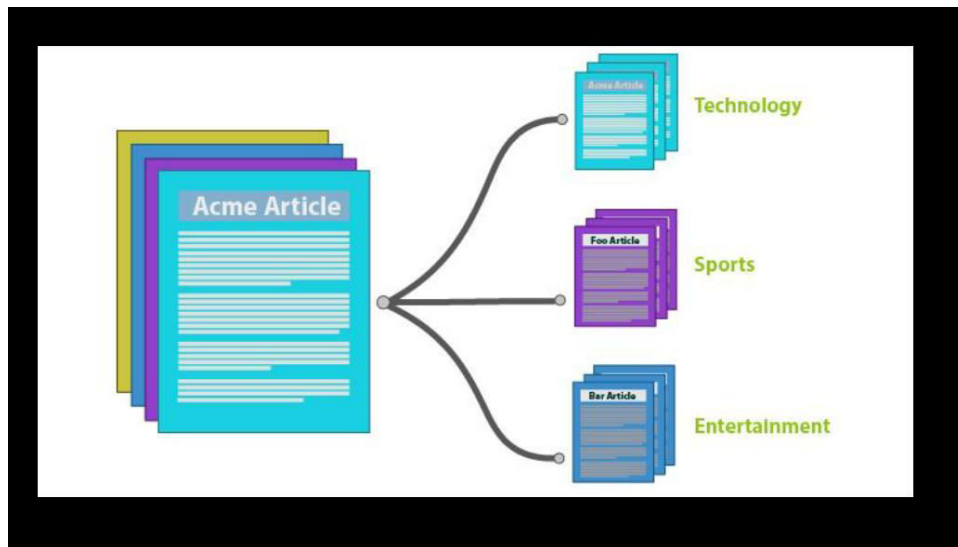 Acme Article
Acme Article
Technology
Foo Article
Sports
Bar Article
Entertainment